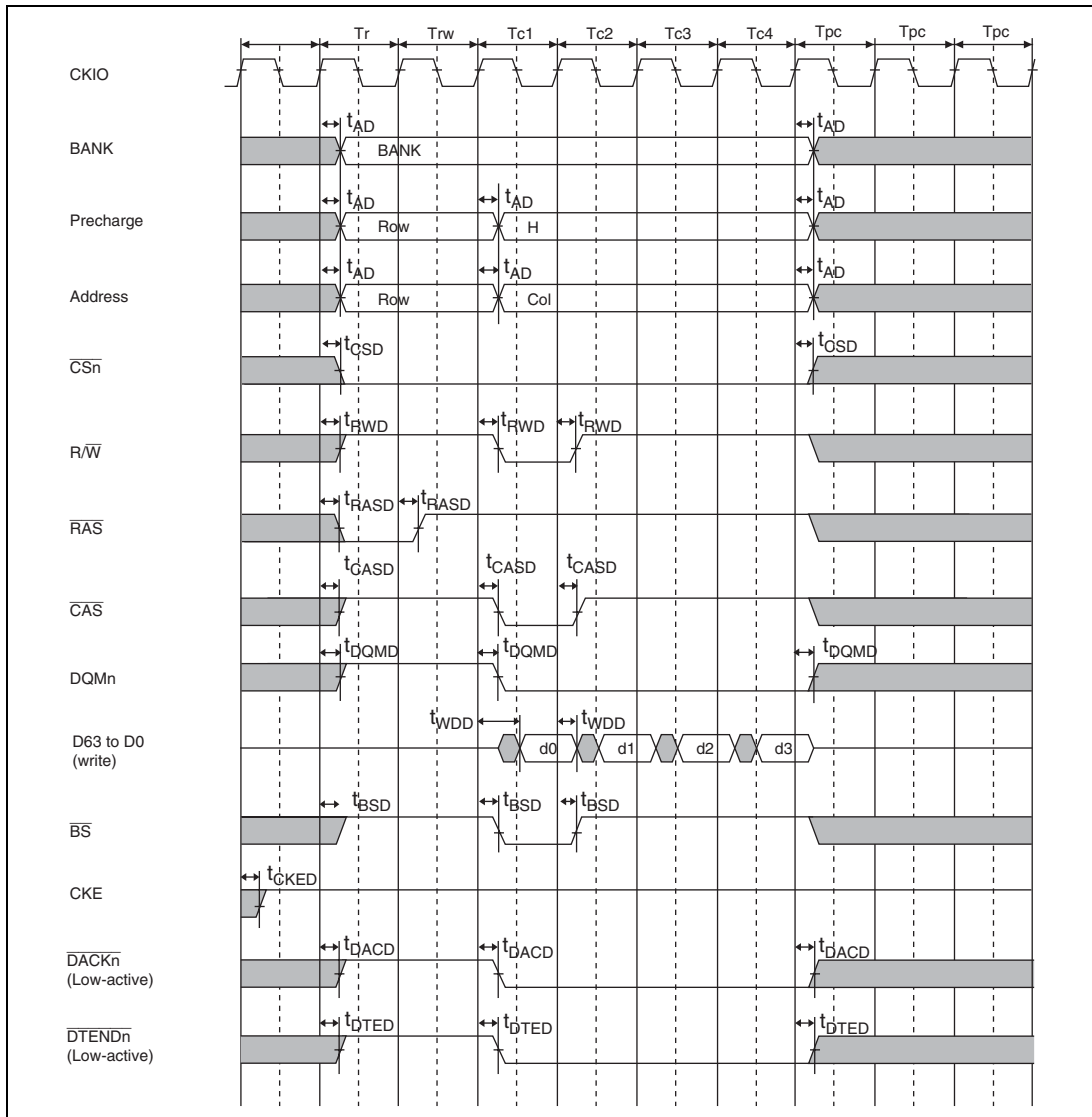 Tr Trw Tc1 Tc2 Tc3 Tc4 Tpc Tpc Tpc
CKIO
tAD tAD
BANK BANK
tAD tAD tAD
Precharge Row H
tAD tAD tAD
Address Row Col
tCSD tCSD
CSn
tRWD tRWD tRWD
R/W
tRASD tRASD
RAS
tCASD tCASD tCASD
CAS
tDQMD tDQMD tDQMD
DQMn
tWDD tWDD
D63 to D0 d0 d1 d2 d3
(write)
tBSD tBSD tBSD
BS
tCKED
CKE
tDACD tDACD tDACD
DACKn
(Low-active)
tDTED tDTED tDTED
DTENDn
(Low-active)